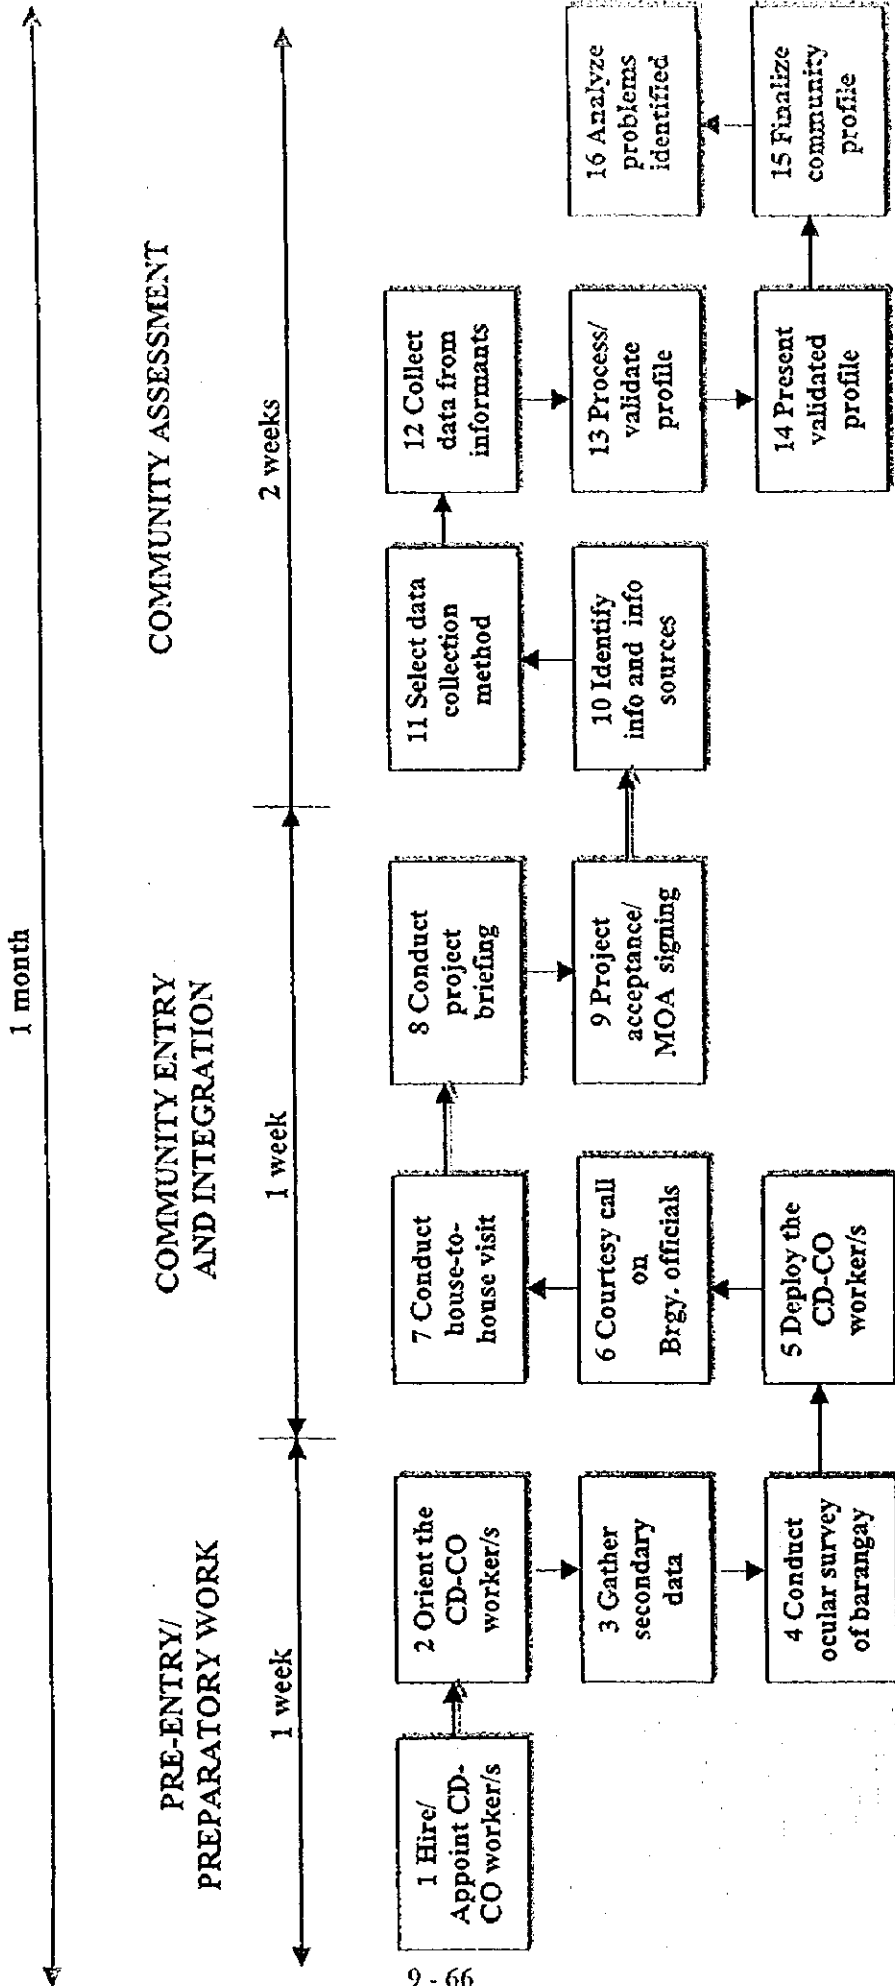 1 month
PRE-ENTRY/
PREPARATORY WORK
COMMUNITY ENTRY
AND INTEGRATION
COMMUNITY ASSESSMENT
1 week
1 week
2 weeks
1 Hire/
Appoint CD-
CO worker/s
2 Orient the
CD-CO
worker/s
3 Gather
secondary
data
4 Conduct
ocular survey
of barangay
5 Deploy the
CD-CO
worker/s
6 Courtesy call
on
Brgy. officials
7 Conduct
house-to-
house visit
8 Conduct
project
briefing
9 Project
acceptance/
MOA signing
10 Identify
info and info
sources
11 Select data
collection
method
12 Collect
data from
informants
13 Process/
validate
profile
14 Present
validated
profile
15 Finalize
community
profile
16 Analyze
problems
identified
9 - 66